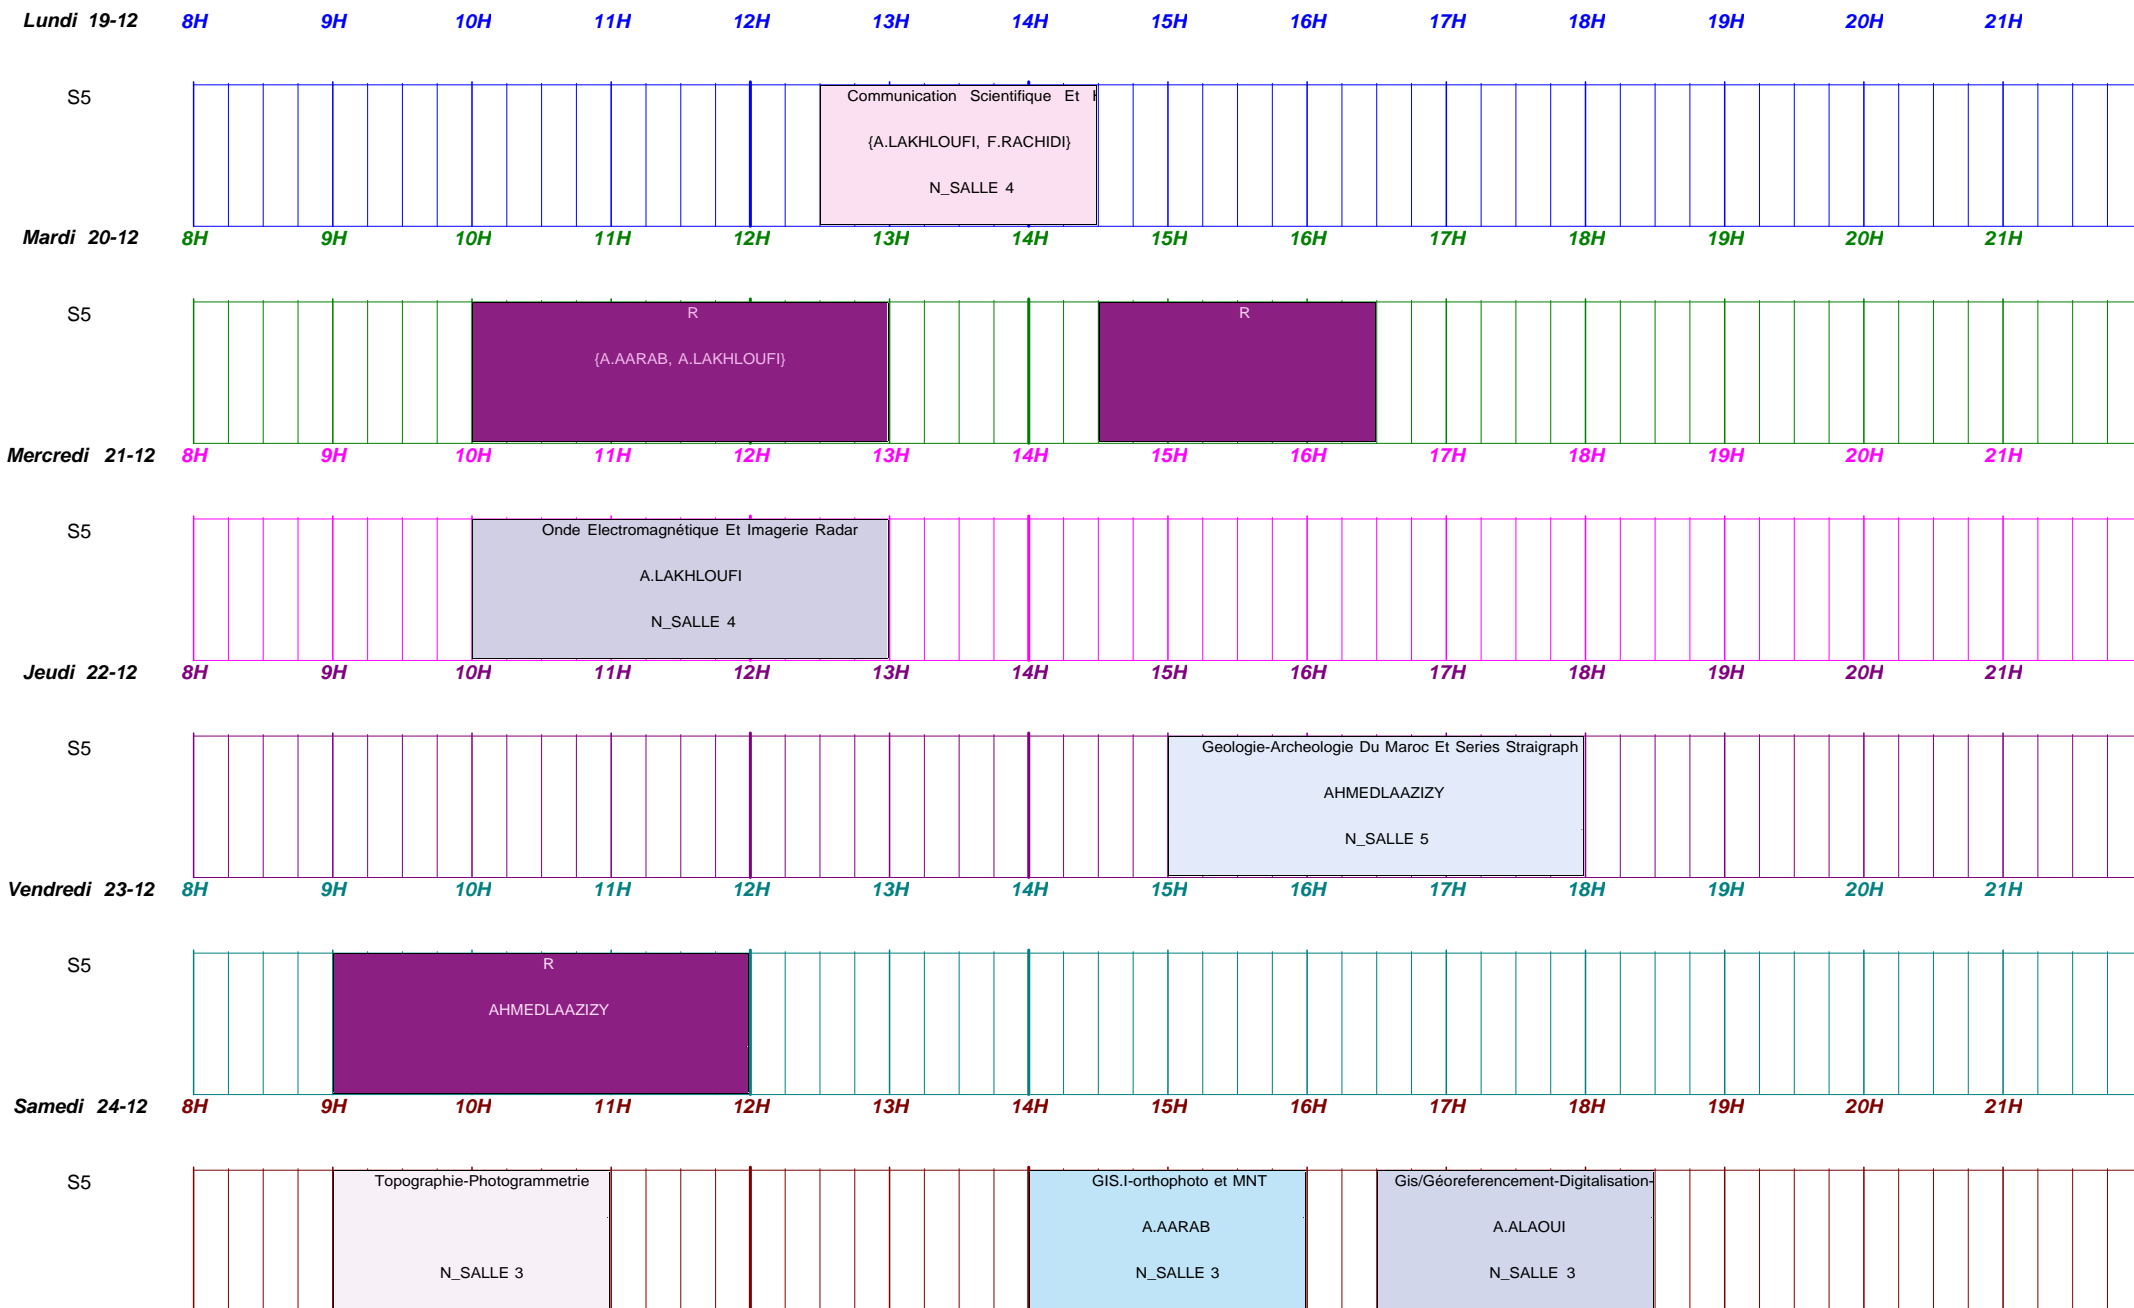 Lundi 19-12 8H 9H 10H 11H 12H 13H 14H 15H 16H 17H 18H 19H 20H 21H
S5
Communication Scientifique Et
{A.LAKHLOUFI, F.RACHIDI}
N_SALLE 4
Mardi 20-12 8H 9H 10H 11H 12H 13H 14H 15H 16H 17H 18H 19H 20H 21H
S5
R
{A.AARAB, A.LAKHLOUFI}
R
Mercredi 21-12 8H 9H 10H 11H 12H 13H 14H 15H 16H 17H 18H 19H 20H 21H
S5
Onde Electromagnétique Et Imagerie Radar
A.LAKHLOUFI
N_SALLE 4
Jeudi 22-12 8H 9H 10H 11H 12H 13H 14H 15H 16H 17H 18H 19H 20H 21H
S5
Geologie-Archeologie Du Maroc Et Series Straigraph
AHMEDLAAZIZY
N_SALLE 5
Vendredi 23-12 8H 9H 10H 11H 12H 13H 14H 15H 16H 17H 18H 19H 20H 21H
S5
R
AHMEDLAAZIZY
Samedi 24-12 8H 9H 10H 11H 12H 13H 14H 15H 16H 17H 18H 19H 20H 21H
S5
Topographie-Photogrammetrie
N_SALLE 3
GIS.I-orthophoto et MNT
A.AARAB
N_SALLE 3
Gis/Géoreferencement-Digitalisation-
A.ALAOUI
N_SALLE 3